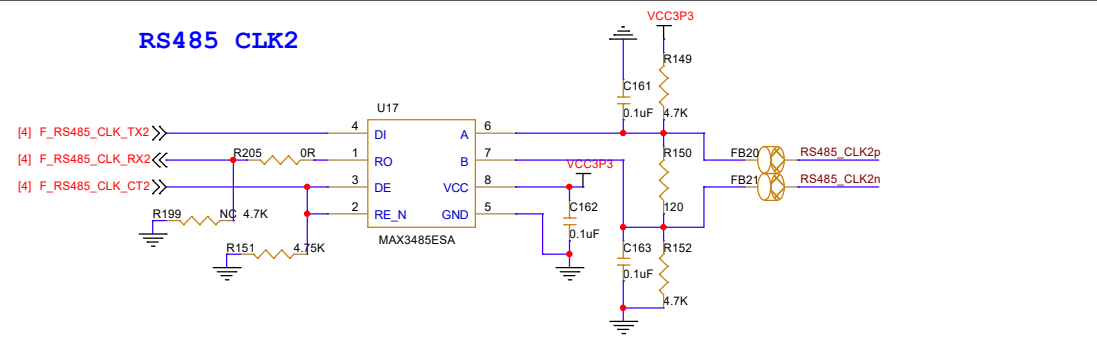 VCC3P3
RS485 CLK2
R149
C161
0.1uF
4.7K
U17
[4] F_RS485_CLK_TX2
4
DI
A
6
[4] F_RS485_CLK_RX2
R205
0R
1
RO
B
7
VCC3P3
R150
FB20
RS485_CLK2p
[4] F_RS485_CLK_CT2
3
DE
VCC
8
FB21
RS485_CLK2n
R199
NC 4.7K
2
RE_N
GND
5
C162
0.1uF
120
MAX3485ESA
R151
4.75K
C163
0.1uF
R152
4.7K